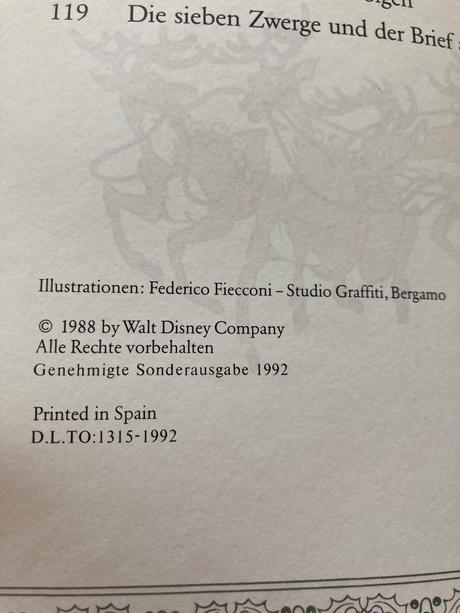 119 Die sieben Zwerge und der Brief
Illustrationen: Federico Fiecconi – Studio Graffiti, Bergamo
© 1988 by Walt Disney Company
Alle Rechte vorbehalten
Genehmigte Sonderausgabe 1992
Printed in Spain
D.L.TO:1315-1992